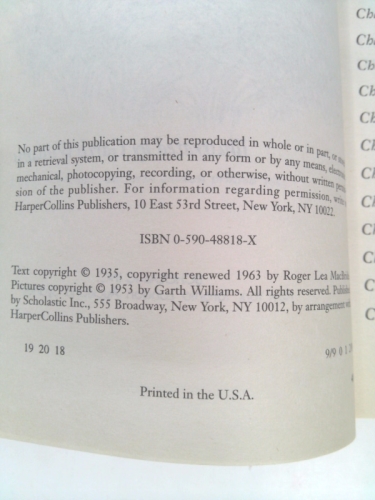 No part of this publication may be reproduced in whole or in part, or
in a retrieval system, or transmitted in any form or by any means,
mechanical, photocopying, recording, or otherwise, without written
sion of the publisher. For information regarding permission,
HarperCollins Publishers, 10 East 53rd Street, New York, NY 10022.
ISBN 0-590-48818-X
Text copyright © 1935, copyright renewed 1963 by Roger Lea
Pictures copyright © 1953 by Garth Williams. All rights reserved.
by Scholastic Inc., 555 Broadway, New York, NY 10012, by arrangement
HarperCollins Publishers.
19 20 18 9/9 0 1
Printed in the U.S.A.